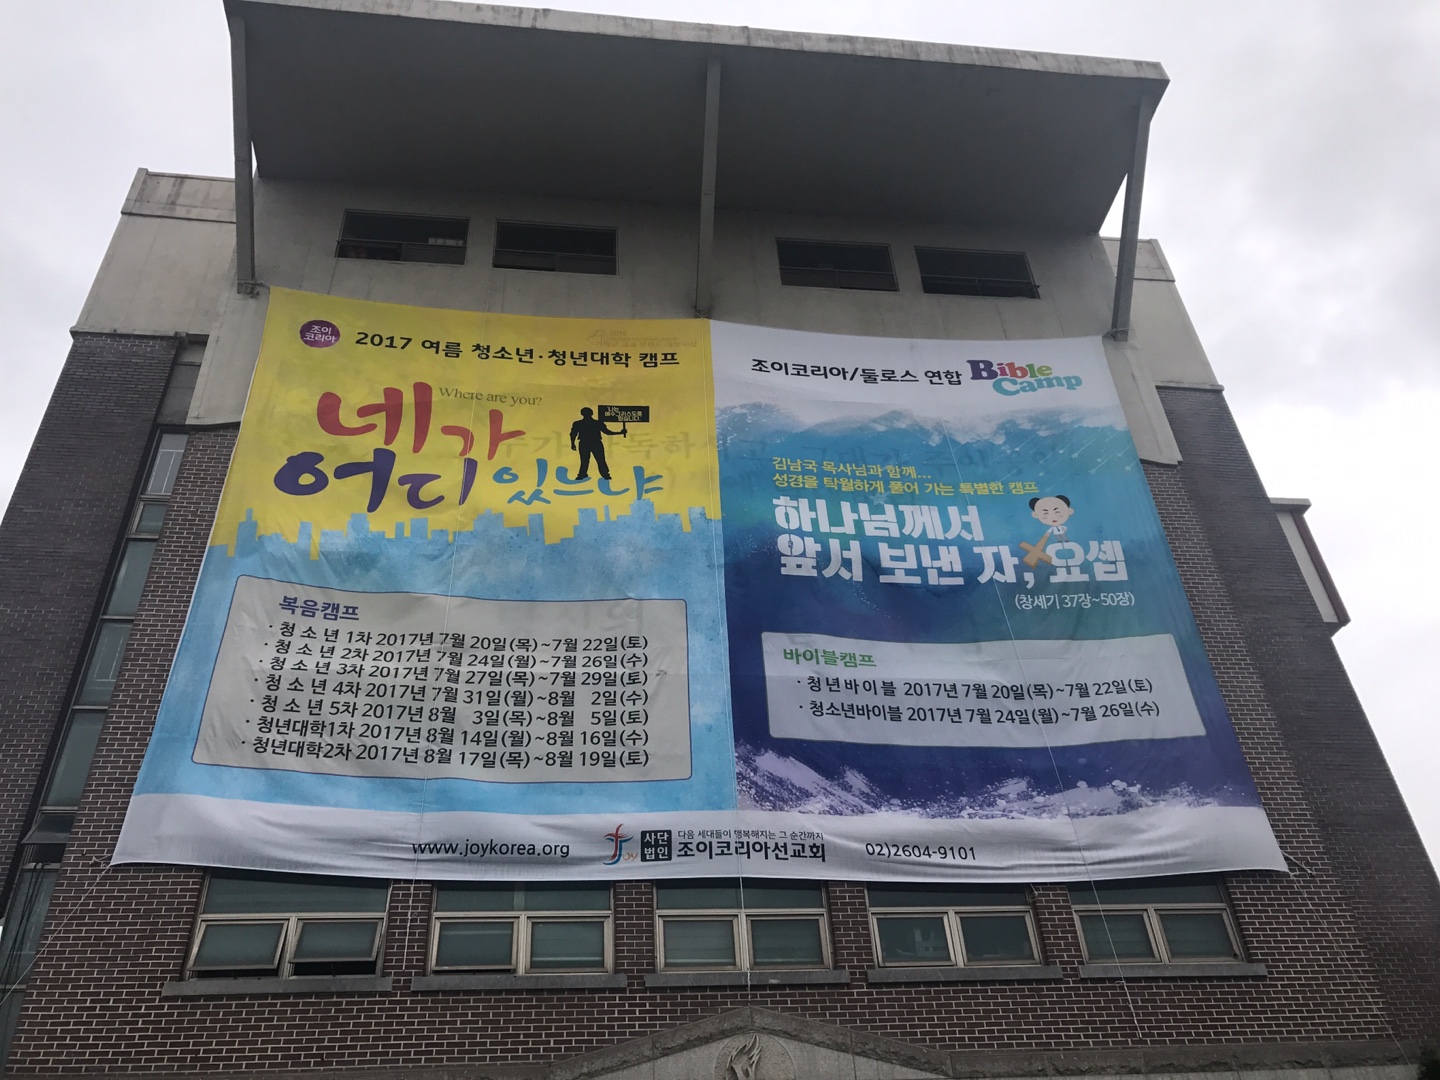 조이
코리아
2017 여름 청소년·청년대학 캠프
Where are you?
네가
어디 있느냐
나는
예수그리스도를
믿습니다
복음캠프
· 청 소 년 1차 2017년 7월 20일(목)~7월 22일(토)
· 청 소 년 2차 2017년 7월 24일(월)~7월 26일(수)
· 청 소 년 3차 2017년 7월 27일(목)~7월 29일(토)
· 청 소 년 4차 2017년 7월 31일(월)~8월 2일(수)
· 청 소 년 5차 2017년 8월 3일(목)~8월 5일(토)
· 청년대학1차 2017년 8월 14일(월)~8월 16일(수)
· 청년대학2차 2017년 8월 17일(목)~8월 19일(토)
조이코리아/둘로스 연합 Bible Camp
김남국 목사님과 함께...
성경을 탁월하게 풀어 가는 특별한 캠프
하나님께서
앞서 보낸 자, 요셉
(창세기 37장~50장)
바이블캠프
· 청년바이블 2017년 7월 20일(목)~7월 22일(토)
· 청소년바이블 2017년 7월 24일(월)~7월 26일(수)
www.joykorea.org
Joy
사단
법인
다음 세대들이 행복해지는 그 순간까지
조이코리아선교회
02)2604-9101